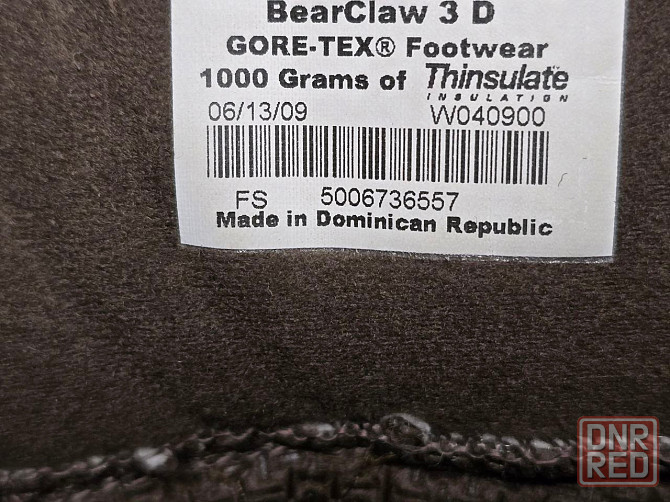 BearClaw 3 D
GORE-TEX® Footwear
1000 Grams of Thinsulate
INSULATION
06/13/09 W040900
FS 5006736557
Made in Dominican Republic
DNR
RED